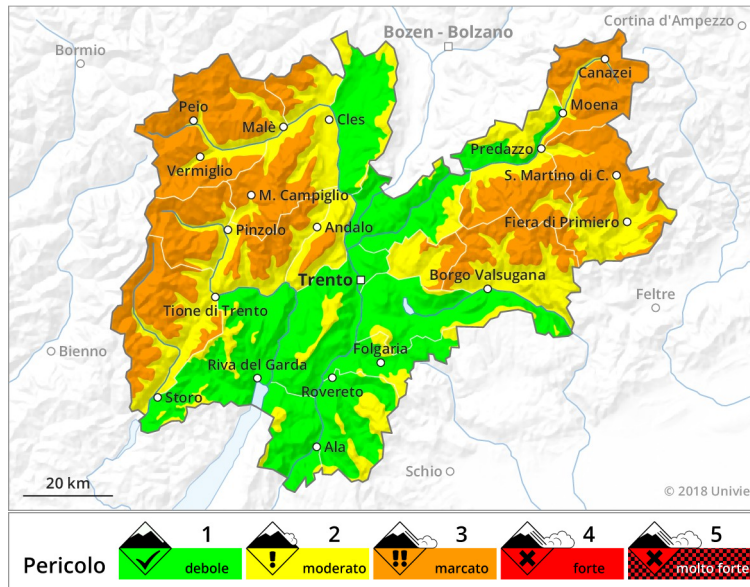 Cortina d'Ampezzo
Bozen - Bolzano
Bormio
Canazei
Peio
Moena
Malè
Cles
Predazzo
Vermiglio
S. Martino di C.
M. Campiglio
Fiera di Primiero
Pinzolo
Andalo
Trento
Borgo Valsugana
Feltre
Tione di Trento
Bienno
Folgaria
Riva del Garda
Rovereto
Storo
Ala
Schio
20 km
© 2018 Univie
1 2 3 4 5
Pericolo debole moderato marcato forte molto forte